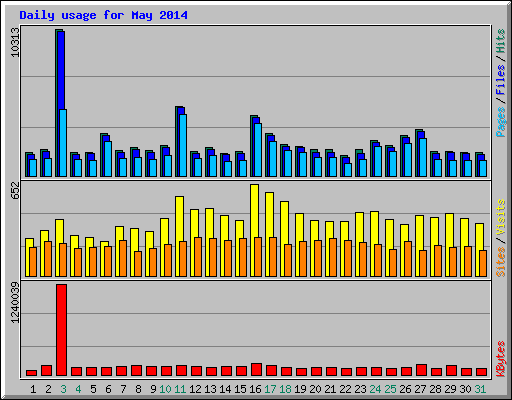 Daily usage for May 2014
10313
Pages/Files/Hits
652
Sites/Visits
1240039
KBytes
1 2 3 4 5 6 7 8 9 10 11 12 13 14 15 16 17 18 19 20 21 22 23 24 25 26 27 28 29 30 31